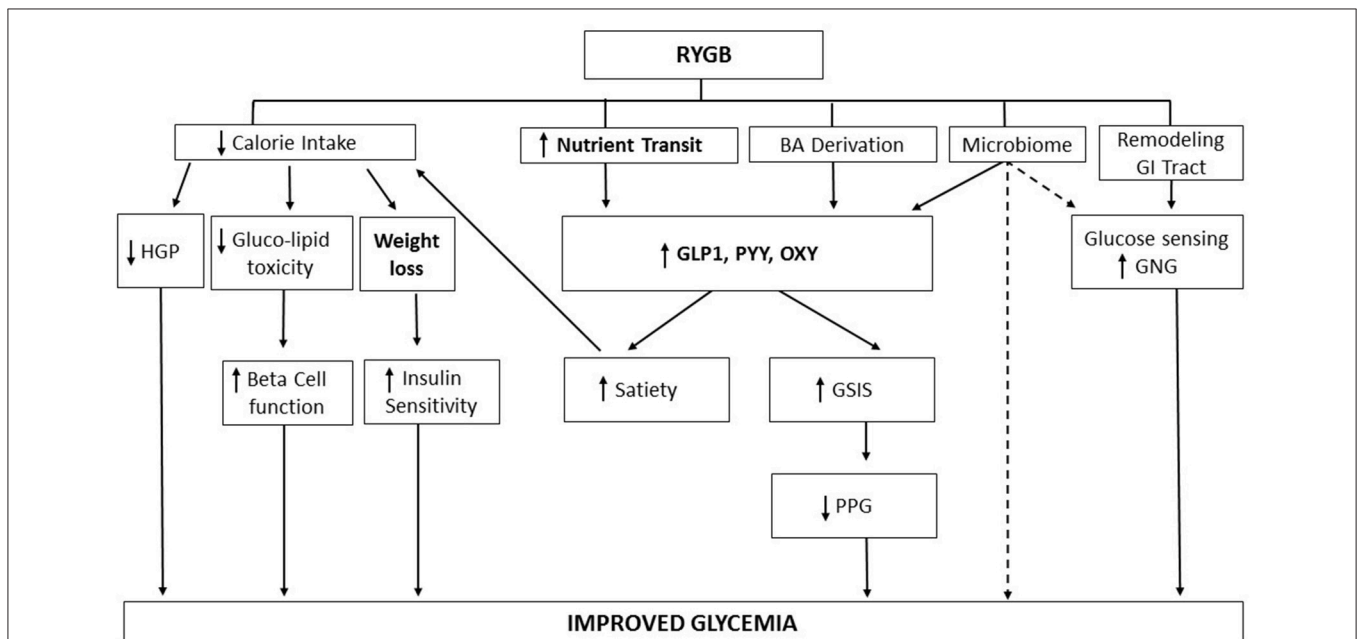 RYGB
↓ Calorie Intake
↑ Nutrient Transit
BA Derivation
Microbiome
Remodeling
GI Tract
↓ HGP
↓ Gluco-lipid
toxicity
Weight
loss
↑ GLP1, PYY, OXY
Glucose sensing
↑ GNG
↑ Beta Cell
function
↑ Insulin
Sensitivity
↑ Satiety
↑ GSIS
↓ PPG
IMPROVED GLYCEMIA